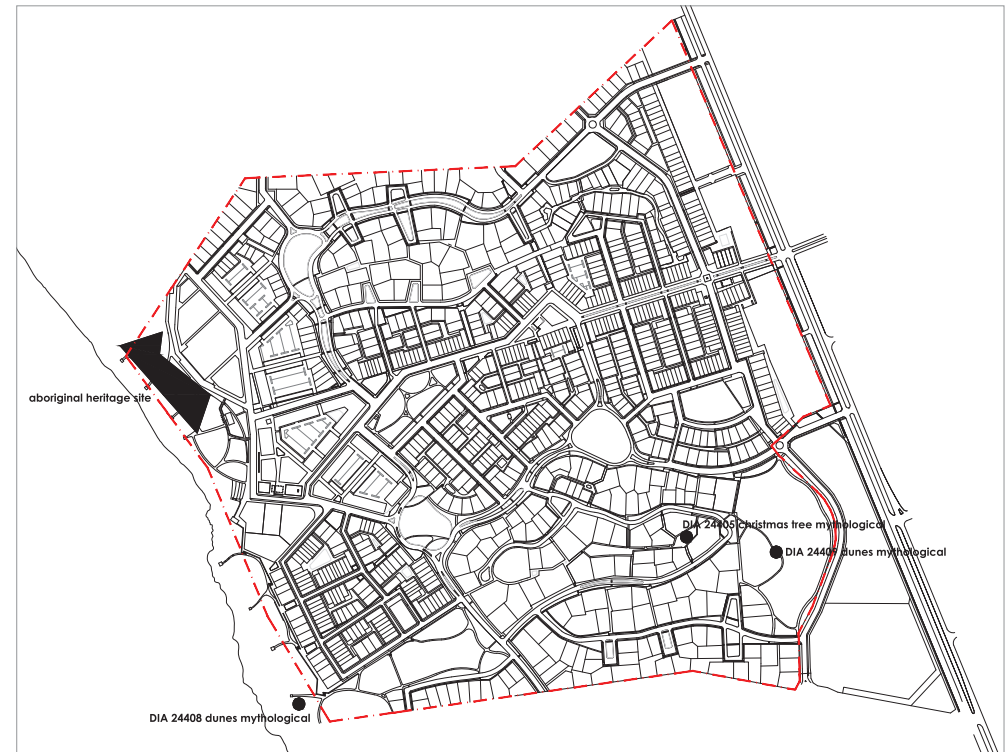 aboriginal heritage site
DIA 24405 christmas tree mythological
DIA 24409 dunes mythological
DIA 24408 dunes mythological